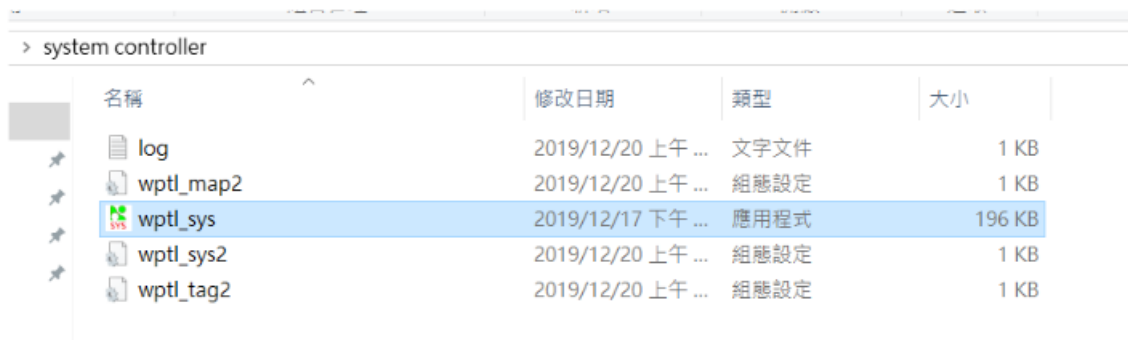 > system controller
名稱 修改日期 類型 大小
log 2019/12/20 上午 ... 文字文件 1 KB
wptl_map2 2019/12/20 上午 ... 組態設定 1 KB
wptl_sys 2019/12/17 下午 ... 應用程式 196 KB
wptl_sys2 2019/12/20 上午 ... 組態設定 1 KB
wptl_tag2 2019/12/20 上午 ... 組態設定 1 KB